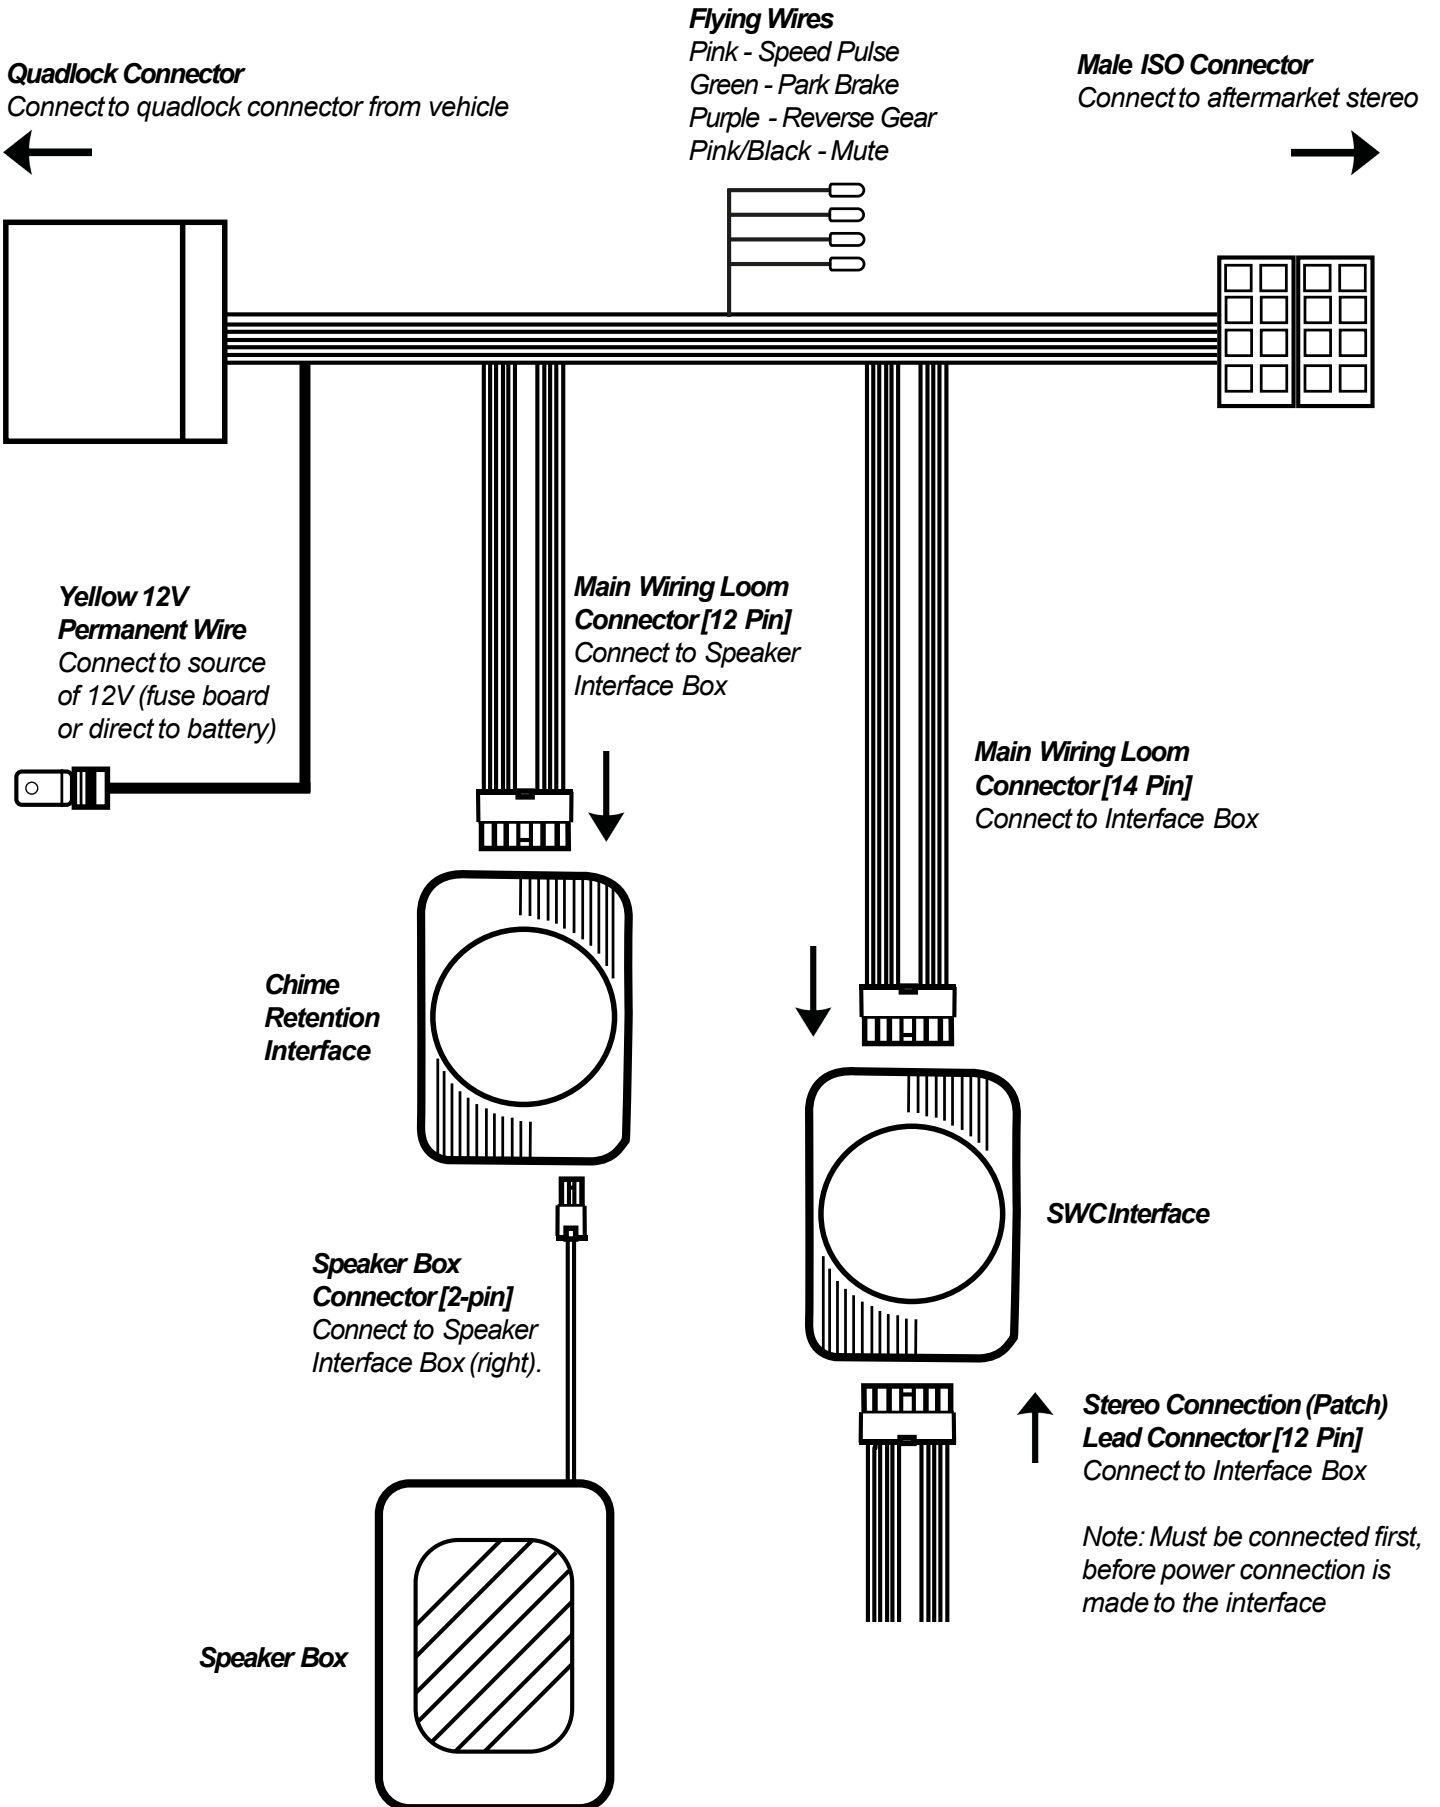 Flying Wires
Pink - Speed Pulse
Green - Park Brake
Purple - Reverse Gear
Pink/Black - Mute
Quadlock Connector
Connect to quadlock connector from vehicle
Male ISO Connector
Connect to aftermarket stereo
Yellow 12V
Permanent Wire
Connect to source
of 12V (fuse board
or direct to battery)
Main Wiring Loom
Connector [12 Pin]
Connect to Speaker
Interface Box
Main Wiring Loom
Connector [14 Pin]
Connect to Interface Box
Chime
Retention
Interface
SWC Interface
Speaker Box
Connector [2-pin]
Connect to Speaker
Interface Box (right).
Stereo Connection (Patch)
Lead Connector [12 Pin]
Connect to Interface Box
Note: Must be connected first,
before power connection is
made to the interface
Speaker Box